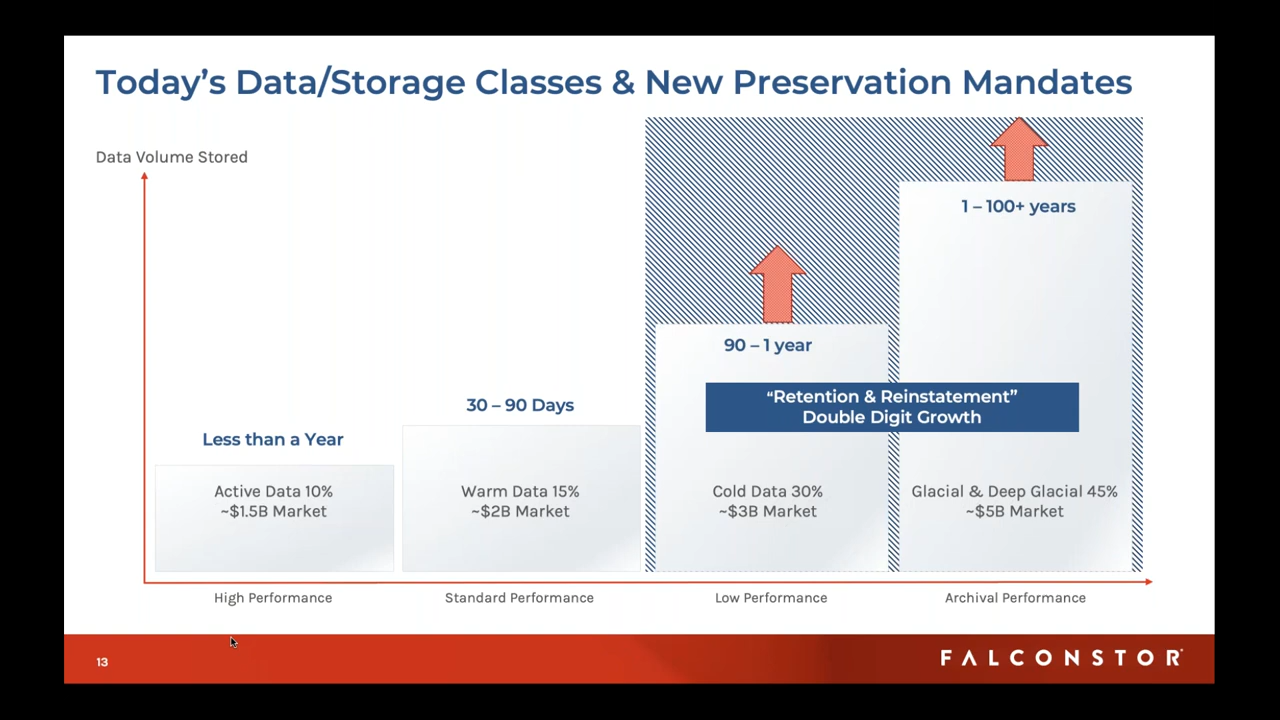 Today’s Data/Storage Classes & New Preservation Mandates
Data Volume Stored
1 – 100+ years
90 – 1 year
“Retention & Reinstatement”
Double Digit Growth
30 – 90 Days
Less than a Year
Active Data 10%
~$1.5B Market
Warm Data 15%
~$2B Market
Cold Data 30%
~$3B Market
Glacial & Deep Glacial 45%
~$5B Market
High Performance
Standard Performance
Low Performance
Archival Performance
13
FALCONSTOR